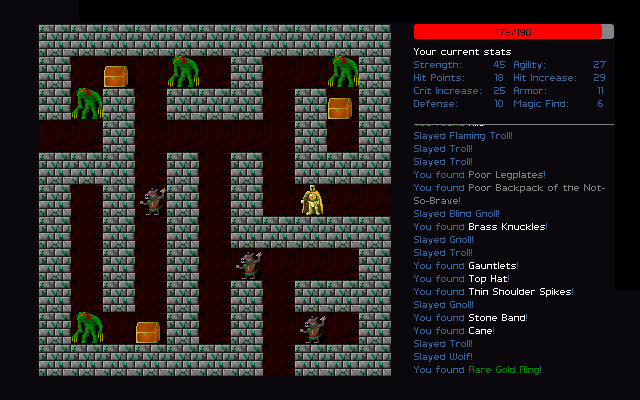 179/190
Your current stats
Strength: 45 Agility: 27
Hit Points: 18 Hit Increase: 29
Crit Increase: 25 Armor: 11
Defense: 10 Magic Find: 6
Slayed Flaming Troll!
Slayed Troll!
Slayed Troll!
You found Poor Legplates!
You found Poor Backpack of the Not-
So-Brave!
Slayed Blind Gnoll!
You found Brass Knuckles!
Slayed Gnoll!
Slayed Troll!
You found Gauntlets!
You found Top Hat!
You found Thin Shoulder Spikes!
Slayed Gnoll!
You found Stone Band!
You found Cane!
Slayed Troll!
Slayed Wolf!
You found Rare Gold Ring!